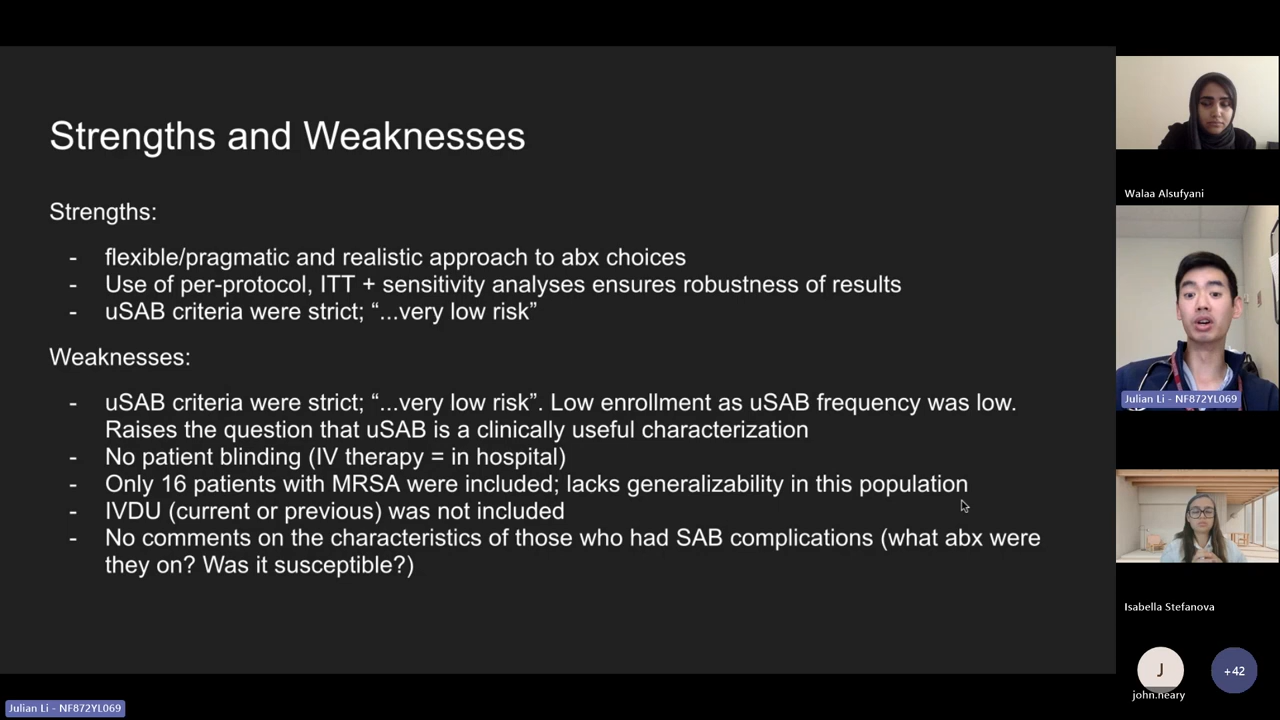 Strengths and Weaknesses
Strengths:
- flexible/pragmatic and realistic approach to abx choices
- Use of per-protocol, ITT + sensitivity analyses ensures robustness of results
- uSAB criteria were strict; “...very low risk”
Weaknesses:
- uSAB criteria were strict; “...very low risk”. Low enrollment as uSAB frequency was low.
Raises the question that uSAB is a clinically useful characterization
- No patient blinding (IV therapy = in hospital)
- Only 16 patients with MRSA were included; lacks generalizability in this population
- IVDU (current or previous) was not included
- No comments on the characteristics of those who had SAB complications (what abx were
they on? Was it susceptible?)
Walaa Alsufyani
Julian Li - NF872YL069
Isabella Stefanova
J
+42
john.neary
Julian Li - NF872YL069